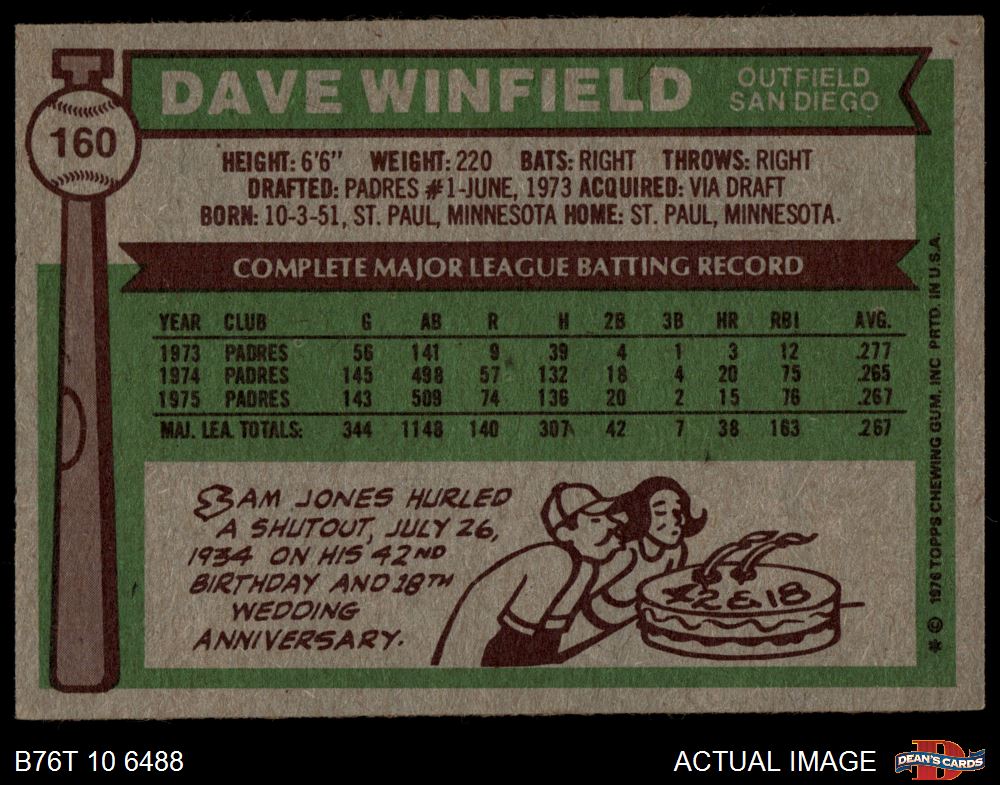 160
DAVE WINFIELD
OUTFIELD
SAN DIEGO
HEIGHT: 6'6" WEIGHT: 220 BATS: RIGHT THROWS: RIGHT
DRAFTED: PADRES #1-JUNE, 1973 ACQUIRED: VIA DRAFT
BORN: 10-3-51, ST. PAUL, MINNESOTA HOME: ST. PAUL, MINNESOTA.
COMPLETE MAJOR LEAGUE BATTING RECORD
YEAR CLUB G AB R H 2B 3B HR RBI AVG.
1973 PADRES 56 141 9 39 4 1 3 12 .277
1974 PADRES 145 498 57 132 18 4 20 75 .265
1975 PADRES 143 509 74 136 20 2 15 76 .267
MAJ. LEA. TOTALS: 344 1148 140 307 42 7 38 163 .267
SAM JONES HURLED
A SHUTOUT, JULY 26,
1934 ON HIS 42ND
BIRTHDAY AND 18TH
WEDDING
ANNIVERSARY.
42 & 18
* © 1976 TOPPS CHEWING GUM, INC PRTD. IN U.S.A.
B76T 10 6488
ACTUAL IMAGE
D
DEAN'S CARDS